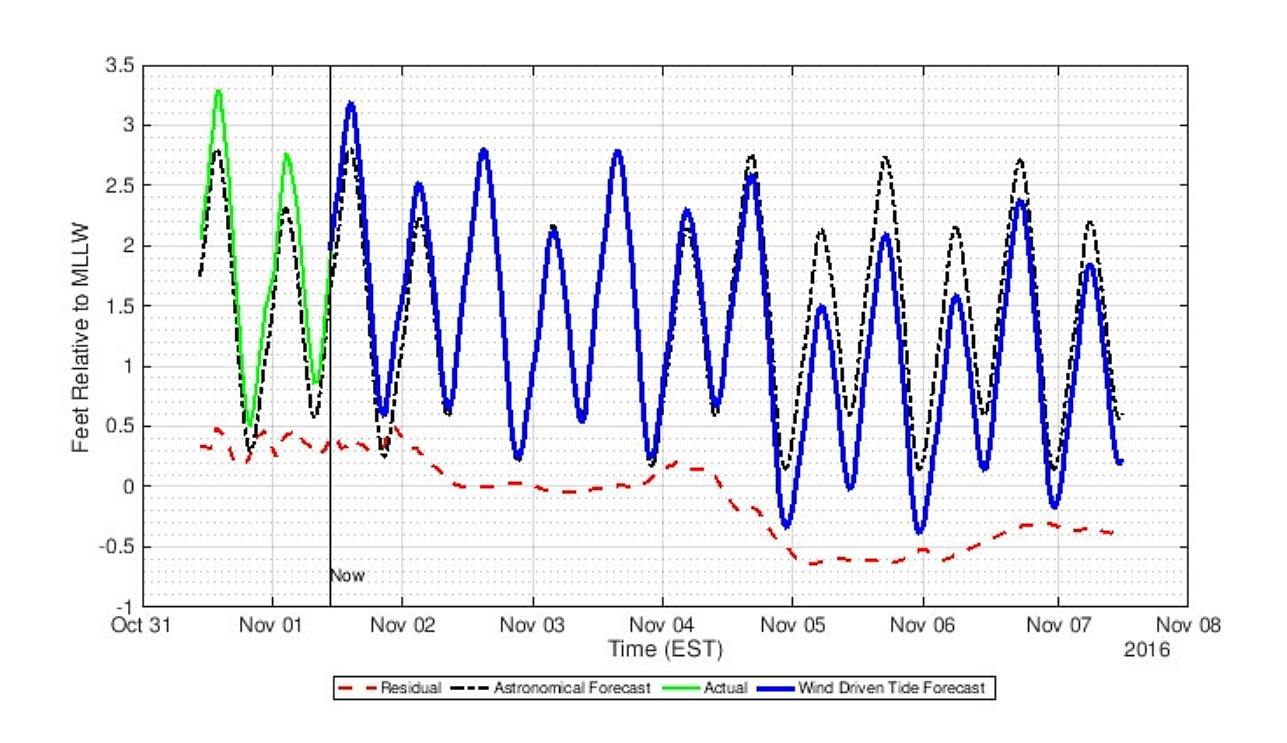 3.5
3
2.5
2
1.5
1
0.5
0
-0.5
-1
Feet Relative to MLLW
Now
Oct 31 Nov 01 Nov 02 Nov 03 Nov 04 Nov 05 Nov 06 Nov 07 Nov 08
Time (EST) 2016
Residual Astronomical Forecast Actual Wind Driven Tide Forecast